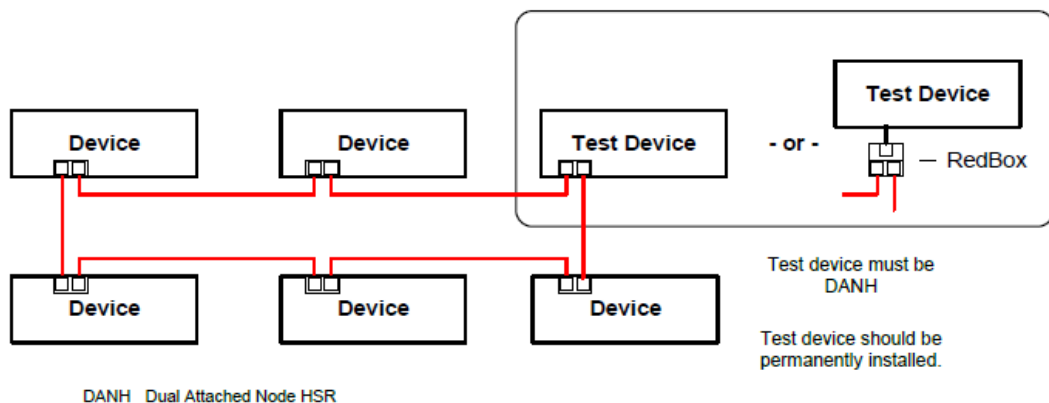 Test Device
Device
Device
Test Device
- or -
RedBox
Device
Device
Device
Test device must be
DANH
Test device should be
permanently installed.
DANH Dual Attached Node HSR